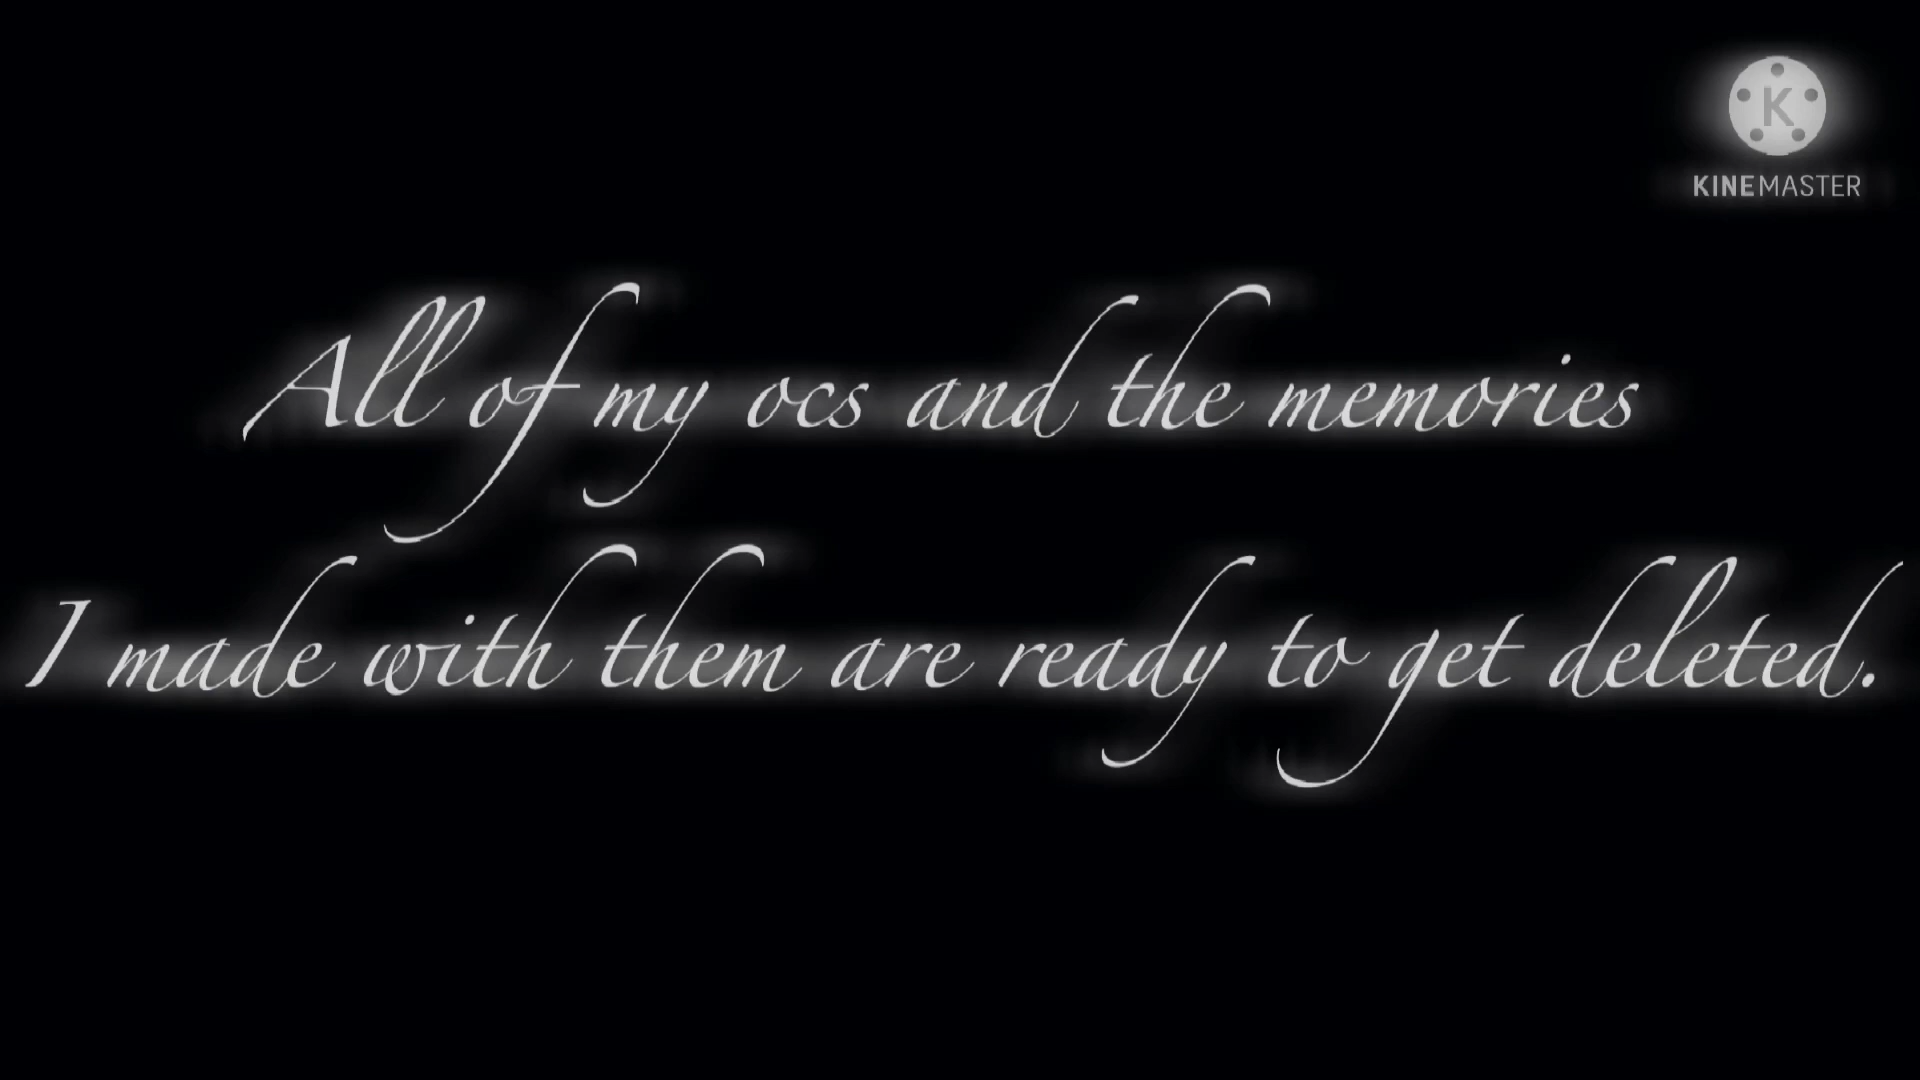 K
KINEMASTER
All of my ocs and the memories
I made with them are ready to get deleted.